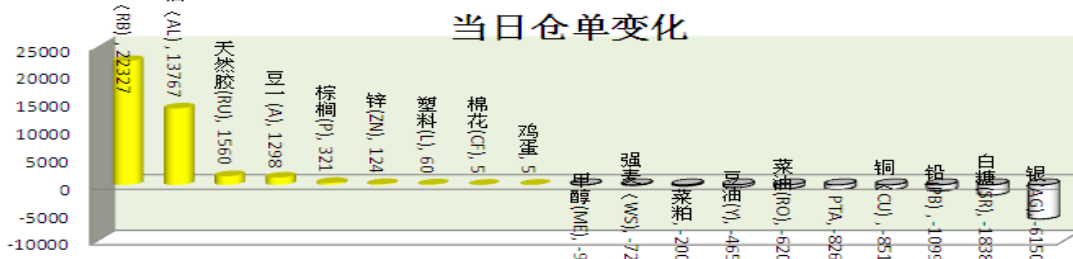 当日仓单变化
25000
20000
15000
10000
5000
0
-5000
-10000
(RB) , 22327
(AL) , 13767
天然胶(RU), 1560
豆一(A), 1298
棕榈(P), 321
锌(ZN), 124
塑料(L), 60
棉花(CF), 5
鸡蛋, 5
甲醇(ME), -9
强麦 (WS), -72
菜粕, -200
豆油(Y), -465
菜油(RO), -620
PTA, -826
铜 (CU) , -851
铅(PB) , -1099
白糖(SR), -1838
银(AG), -6150